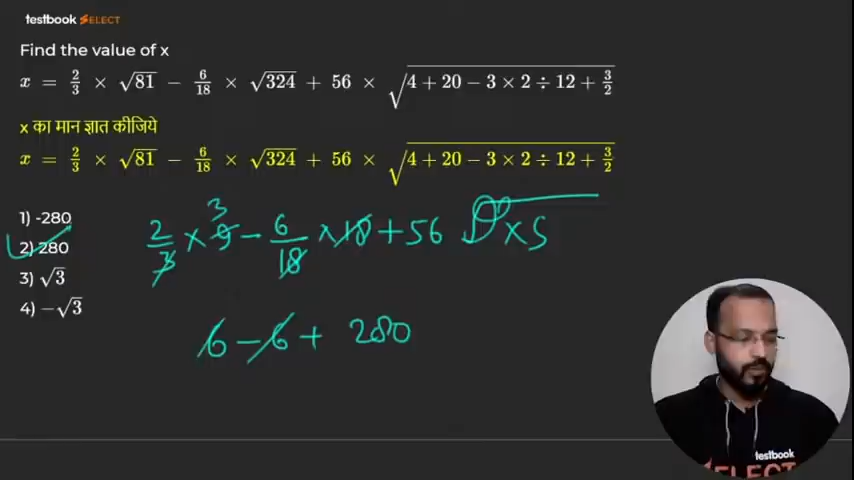 testbook SELECT
Find the value of x
x = 2/3 × √81 − 6/18 × √324 + 56 × √(4 + 20 − 3 × 2 ÷ 12 + 3/2)
x का मान ज्ञात कीजिये
x = 2/3 × √81 − 6/18 × √324 + 56 × √(4 + 20 − 3 × 2 ÷ 12 + 3/2)
1) -280
2) 280
3) √3
4) −√3
3
2/3 × 9 − 6/18 × 18 + 56 × 5
6 − 6 + 280
testbook
SELECT